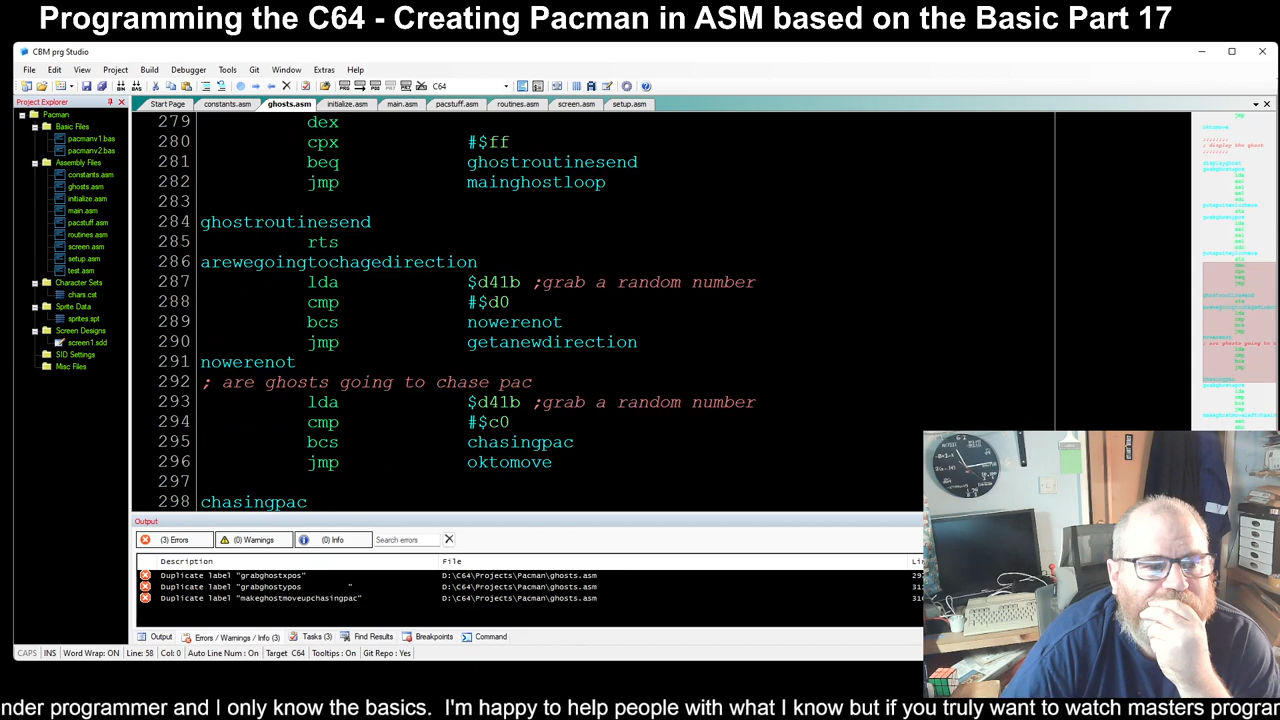 Programming the C64 - Creating Pacman in ASM based on the Basic Part 17
CBM prg Studio
File Edit View Project Build Debugger Tools Git Window Extras Help
C64
Project Explorer
Start Page constants.asm ghosts.asm initialize.asm main.asm pacstuff.asm routines.asm screen.asm setup.asm
Pacman
Basic Files
pacmanv1.bas
pacmanv2.bas
Assembly Files
constants.asm
ghosts.asm
initialize.asm
main.asm
pacstuff.asm
routines.asm
screen.asm
setup.asm
test.asm
Character Sets
chars.cst
Sprite Data
sprites.spt
Screen Designs
screen1.sdd
SID Settings
Misc Files
279 dex
280 cpx #$ff
281 beq ghostroutinesend
282 jmp mainghostloop
283
284 ghostroutinesend
285 rts
286 arewegoingtochagedirection
287 lda $d41b ;grab a random number
288 cmp #$d0
289 bcs nowerenot
290 jmp getanewdirection
291 nowerenot
292 ; are ghosts going to chase pac
293 lda $d41b ;grab a random number
294 cmp #$c0
295 bcs chasingpac
296 jmp oktomove
297
298 chasingpac
Output
(3) Errors (0) Warnings (0) Info Search errors
Description File
Duplicate label "grabghostxpos" D:\C64\Projects\Pacman\ghosts.asm
Duplicate label "grabghostypos " D:\C64\Projects\Pacman\ghosts.asm
Duplicate label "makeghostmoveupchasingpac" D:\C64\Projects\Pacman\ghosts.asm
Output Errors / Warnings / Info (3) Tasks (3) Find Results Breakpoints Command
CAPS INS Word Wrap: On Line: 58 Col: 0 Auto Line Num : On Target C64 Tooltips : On Git Repo : Yes
nder programmer and I only know the basics. I'm happy to help people with what I know but if you truly want to watch masters progra